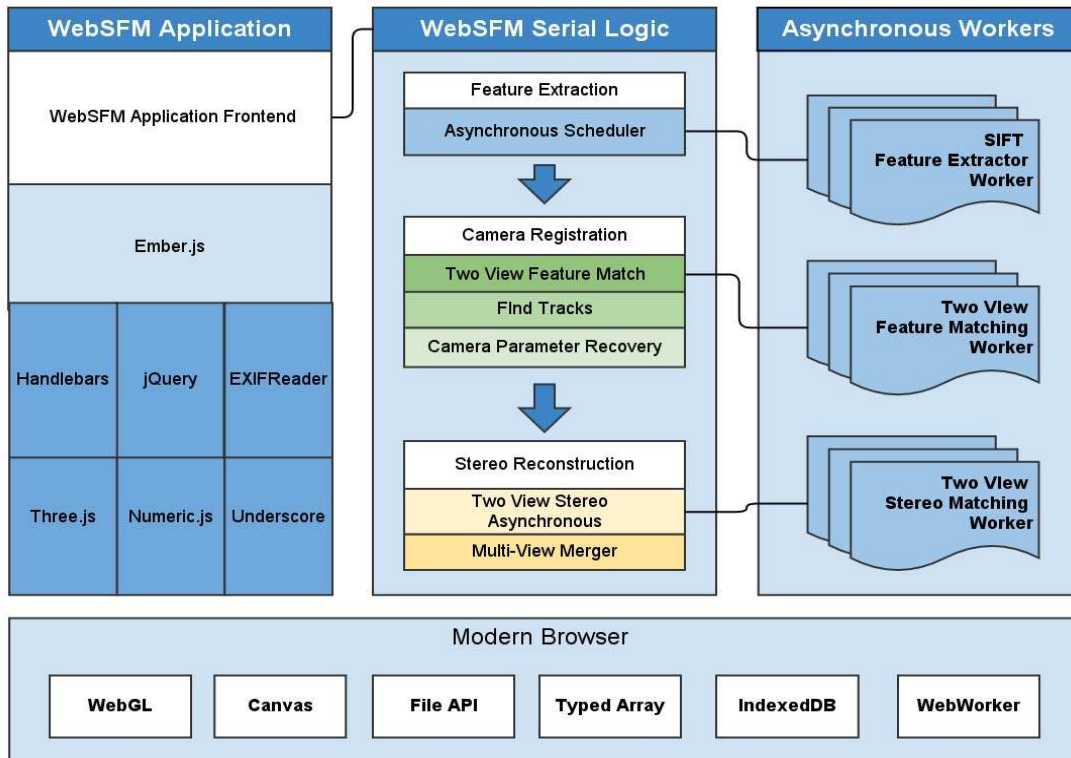 WebSFM Application
WebSFM Application Frontend
Ember.js
Handlebars
jQuery
EXIFReader
Three.js
Numeric.js
Underscore
WebSFM Serial Logic
Feature Extraction
Asynchronous Scheduler
Camera Registration
Two View Feature Match
FInd Tracks
Camera Parameter Recovery
Stereo Reconstruction
Two View Stereo
Asynchronous
Multi-View Merger
Asynchronous Workers
SIFT
Feature Extractor
Worker
Two VIew
Feature Matching
Worker
Two VIew
Stereo Matching
Worker
Modern Browser
WebGL
Canvas
File API
Typed Array
IndexedDB
WebWorker